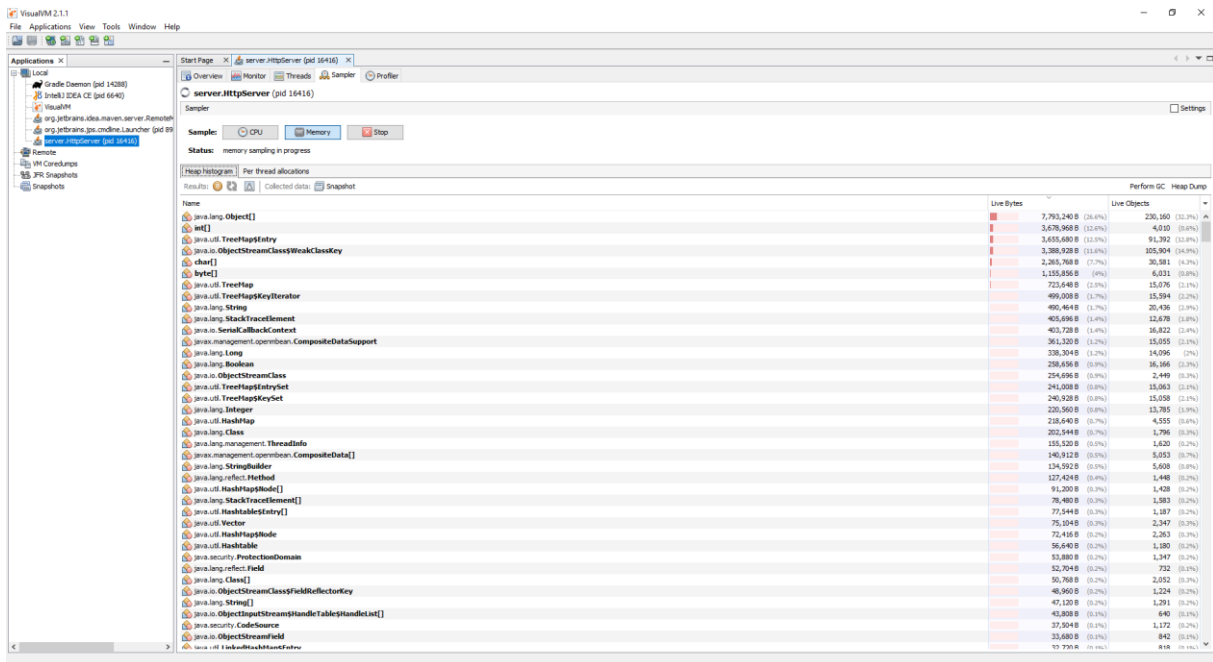 VisualVM 2.1.1
File Applications View Tools Window Help
Applications
Local
Gradle Daemon (pid 14288)
IntelliJ IDEA CE (pid 6640)
VisualVM
org.jetbrains.idea.maven.server.RemoteM
org.jetbrains.jps.cmdline.Launcher (pid 89
server.HttpServer (pid 16416)
Remote
VM Coredumps
JFR Snapshots
Snapshots
Start Page server.HttpServer (pid 16416)
Overview Monitor Threads Sampler Profiler
server.HttpServer (pid 16416)
Sampler Settings
Sample: CPU Memory Stop
Status: memory sampling in progress
Heap histogram Per thread allocations
Results: Collected data: Snapshot Perform GC Heap Dump
Name Live Bytes Live Objects
java.lang.Object[] 7,793,240 B (26.6%) 230,160 (32.3%)
int[] 3,678,968 B (12.6%) 4,010 (0.6%)
java.util.TreeMap$Entry 3,655,680 B (12.5%) 91,392 (12.8%)
java.io.ObjectStreamClass$WeakClassKey 3,388,928 B (11.6%) 105,904 (14.9%)
char[] 2,265,768 B (7.7%) 30,581 (4.3%)
byte[] 1,155,856 B (4%) 6,031 (0.8%)
java.util.TreeMap 723,648 B (2.5%) 15,076 (2.1%)
java.util.TreeMap$KeyIterator 499,008 B (1.7%) 15,594 (2.2%)
java.lang.String 490,464 B (1.7%) 20,436 (2.9%)
java.lang.StackTraceElement 405,696 B (1.4%) 12,678 (1.8%)
java.io.SerialCallbackContext 403,728 B (1.4%) 16,822 (2.4%)
javax.management.openmbean.CompositeDataSupport 361,320 B (1.2%) 15,055 (2.1%)
java.lang.Long 338,304 B (1.2%) 14,096 (2%)
java.lang.Boolean 258,656 B (0.9%) 16,166 (2.3%)
java.io.ObjectStreamClass 254,696 B (0.9%) 2,449 (0.3%)
java.util.TreeMap$EntrySet 241,008 B (0.8%) 15,063 (2.1%)
java.util.TreeMap$KeySet 240,928 B (0.8%) 15,058 (2.1%)
java.lang.Integer 220,560 B (0.8%) 13,785 (1.9%)
java.util.HashMap 218,640 B (0.7%) 4,555 (0.6%)
java.lang.Class 202,544 B (0.7%) 1,796 (0.3%)
java.lang.management.ThreadInfo 155,520 B (0.5%) 1,620 (0.2%)
javax.management.openmbean.CompositeData[] 140,912 B (0.5%) 5,053 (0.7%)
java.lang.StringBuilder 134,592 B (0.5%) 5,608 (0.8%)
java.lang.reflect.Method 127,424 B (0.4%) 1,448 (0.2%)
java.util.HashMap$Node[] 91,200 B (0.3%) 1,428 (0.2%)
java.lang.StackTraceElement[] 78,480 B (0.3%) 1,583 (0.2%)
java.util.Hashtable$Entry[] 77,544 B (0.3%) 1,187 (0.2%)
java.util.Vector 75,104 B (0.3%) 2,347 (0.3%)
java.util.HashMap$Node 72,416 B (0.2%) 2,263 (0.3%)
java.util.Hashtable 56,640 B (0.2%) 1,180 (0.2%)
java.security.ProtectionDomain 53,880 B (0.2%) 1,347 (0.2%)
java.lang.reflect.Field 52,704 B (0.2%) 732 (0.1%)
java.lang.Class[] 50,768 B (0.2%) 2,052 (0.3%)
java.io.ObjectStreamClass$FieldReflectorKey 48,960 B (0.2%) 1,224 (0.2%)
java.lang.String[] 47,120 B (0.2%) 1,291 (0.2%)
java.io.ObjectInputStream$HandleTable$HandleList[] 43,808 B (0.1%) 640 (0.1%)
java.security.CodeSource 37,504 B (0.1%) 1,172 (0.2%)
java.io.ObjectStreamField 33,680 B (0.1%) 842 (0.1%)
java.util.LinkedHashMap$Entry 32,720 B (0.1%) 818 (0.1%)